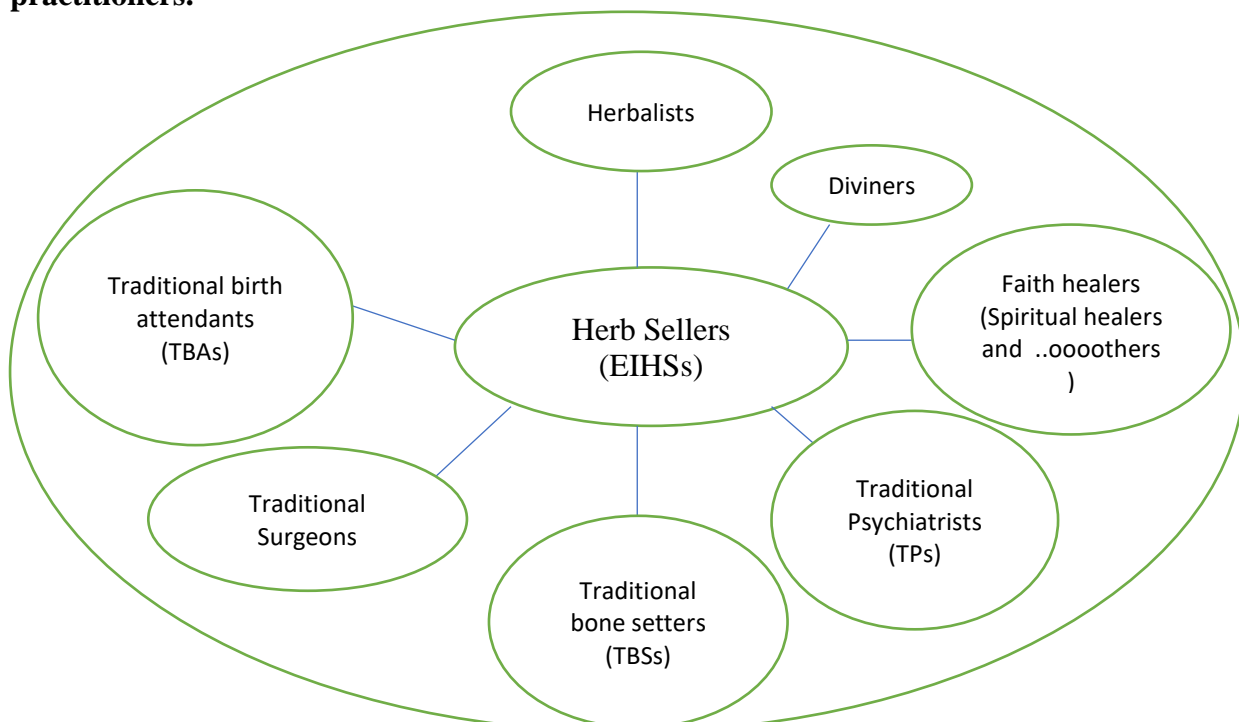 practitioners.
Herbalists
Diviners
Traditional birth
attendants
(TBAs)
Faith healers
(Spiritual healers
and ..oooothers
)
Herb Sellers
(EIHSs)
Traditional
Surgeons
Traditional
Psychiatrists
(TPs)
Traditional
bone setters
(TBSs)